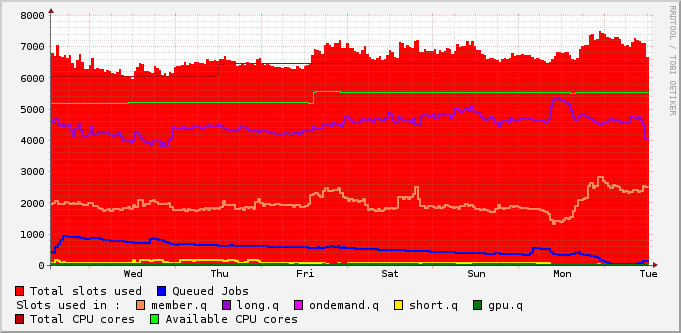 RRDTOOL / TOBI OETIKER
8000
7000
6000
5000
4000
3000
2000
1000
0
Wed Thu Fri Sat Sun Mon Tue
Total slots used Queued Jobs
Slots used in : member.q long.q ondemand.q short.q gpu.q
Total CPU cores Available CPU cores